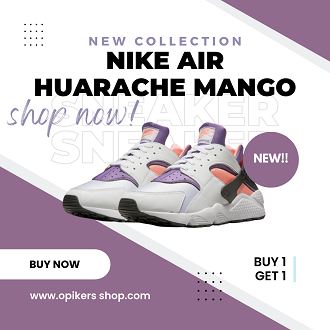 NEW COLLECTION
NIKE AIR
HUARACHE MANGO
shop now!
SNEAKER
SNEAKER
NEW!!
BUY NOW
BUY 1
GET 1
www.opikers shop.com